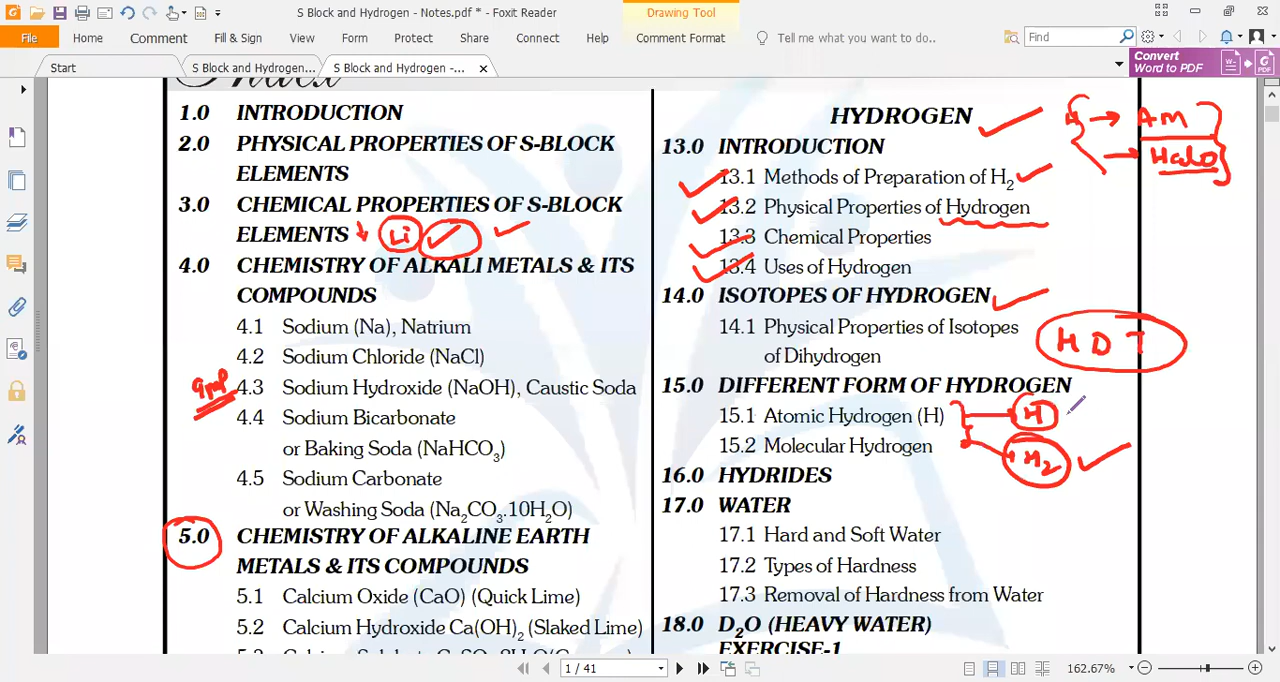 S Block and Hydrogen - Notes.pdf * - Foxit Reader
Drawing Tool
File Home Comment Fill & Sign View Form Protect Share Connect Help Comment Format Tell me what you want to do.. Find
Start
S Block and Hydrogen...
S Block and Hydrogen -...
Convert
Word to PDF
Index
1.0 INTRODUCTION
2.0 PHYSICAL PROPERTIES OF S-BLOCK
ELEMENTS
3.0 CHEMICAL PROPERTIES OF S-BLOCK
ELEMENTS Li
4.0 CHEMISTRY OF ALKALI METALS & ITS
COMPOUNDS
4.1 Sodium (Na), Natrium
4.2 Sodium Chloride (NaCl)
4.3 Sodium Hydroxide (NaOH), Caustic Soda
4.4 Sodium Bicarbonate
or Baking Soda (NaHCO₃)
4.5 Sodium Carbonate
or Washing Soda (Na₂CO₃.10H₂O)
5.0 CHEMISTRY OF ALKALINE EARTH
METALS & ITS COMPOUNDS
5.1 Calcium Oxide (CaO) (Quick Lime)
5.2 Calcium Hydroxide Ca(OH)₂ (Slaked Lime)
HYDROGEN
H → AM
→ Halo
13.0 INTRODUCTION
13.1 Methods of Preparation of H₂
13.2 Physical Properties of Hydrogen
13.3 Chemical Properties
13.4 Uses of Hydrogen
14.0 ISOTOPES OF HYDROGEN
14.1 Physical Properties of Isotopes
of Dihydrogen
H D T
15.0 DIFFERENT FORM OF HYDROGEN
15.1 Atomic Hydrogen (H) H
15.2 Molecular Hydrogen H₂
16.0 HYDRIDES
17.0 WATER
17.1 Hard and Soft Water
17.2 Types of Hardness
17.3 Removal of Hardness from Water
18.0 D₂O (HEAVY WATER)
EXERCISE-1
1 / 41
162.67%